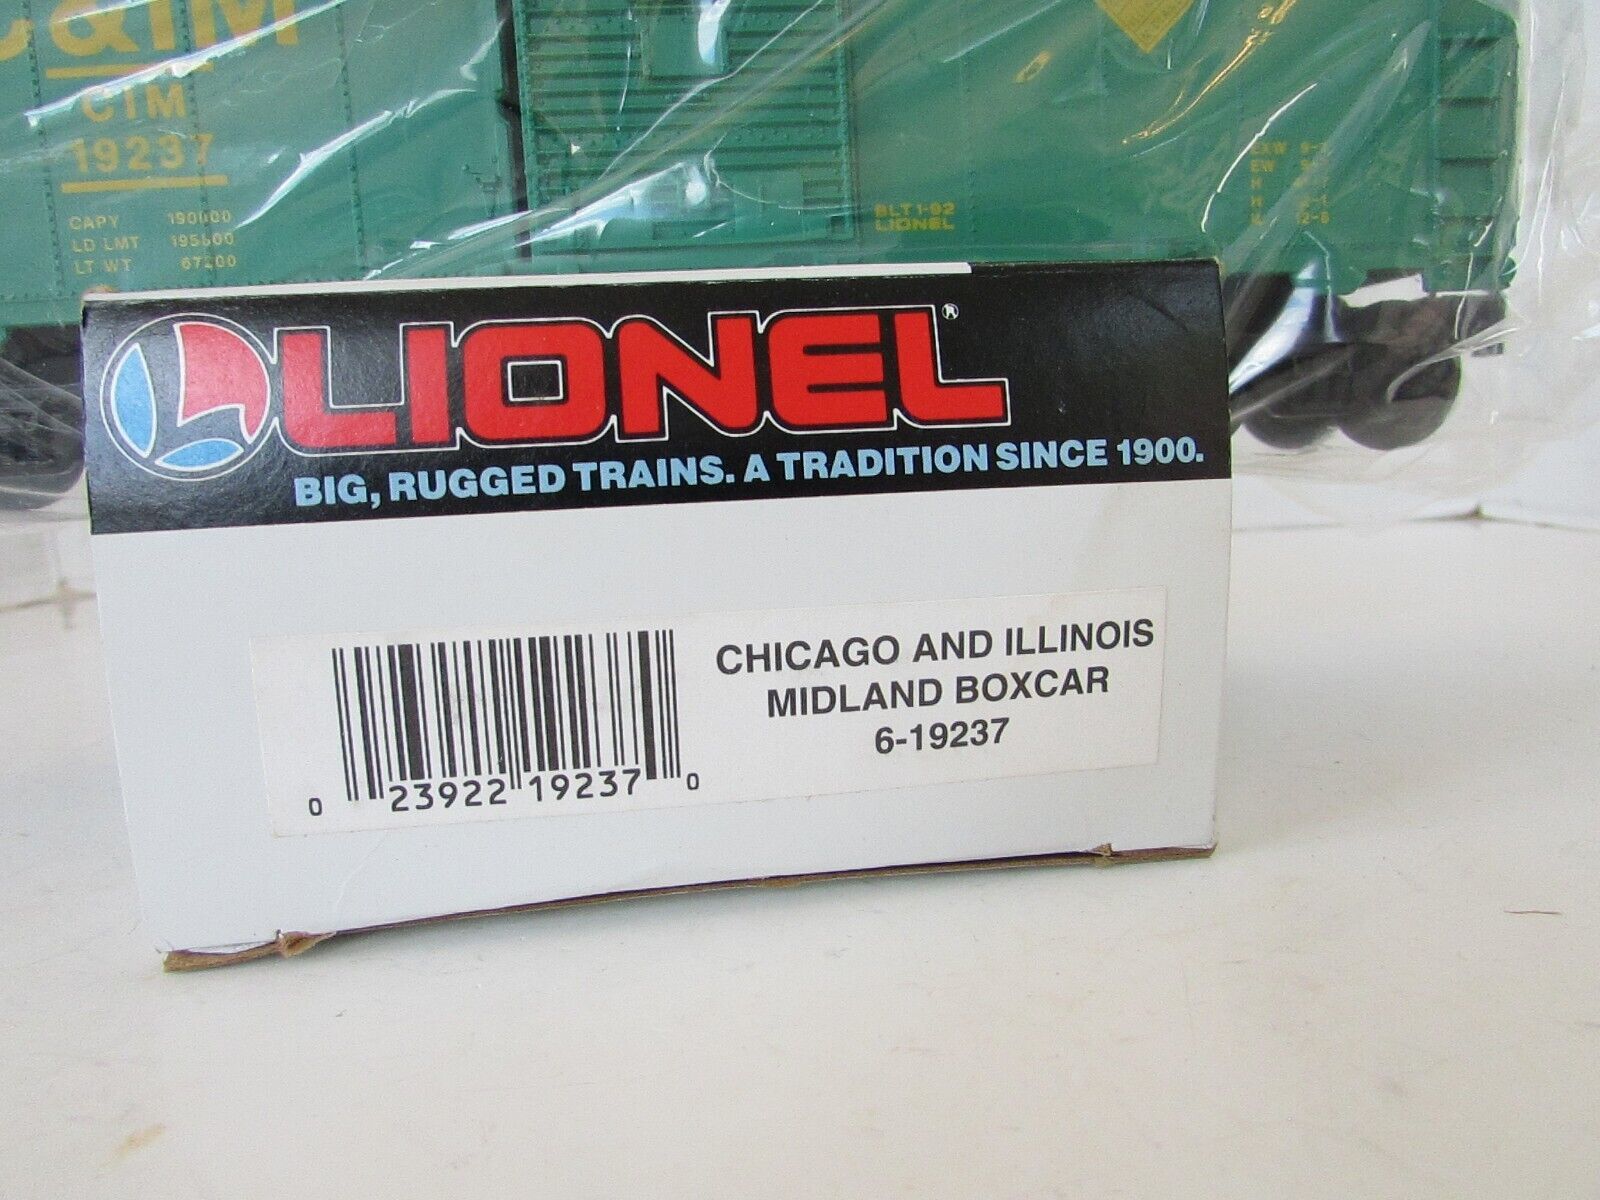 &IM
CIM
19237
CAPY 190000
LD LMT
LT WT 67200
BLT 1-92
LIONEL
EW
H
LIONEL®
BIG, RUGGED TRAINS. A TRADITION SINCE 1900.
CHICAGO AND ILLINOIS
MIDLAND BOXCAR
6-19237
0 23922 19237 0